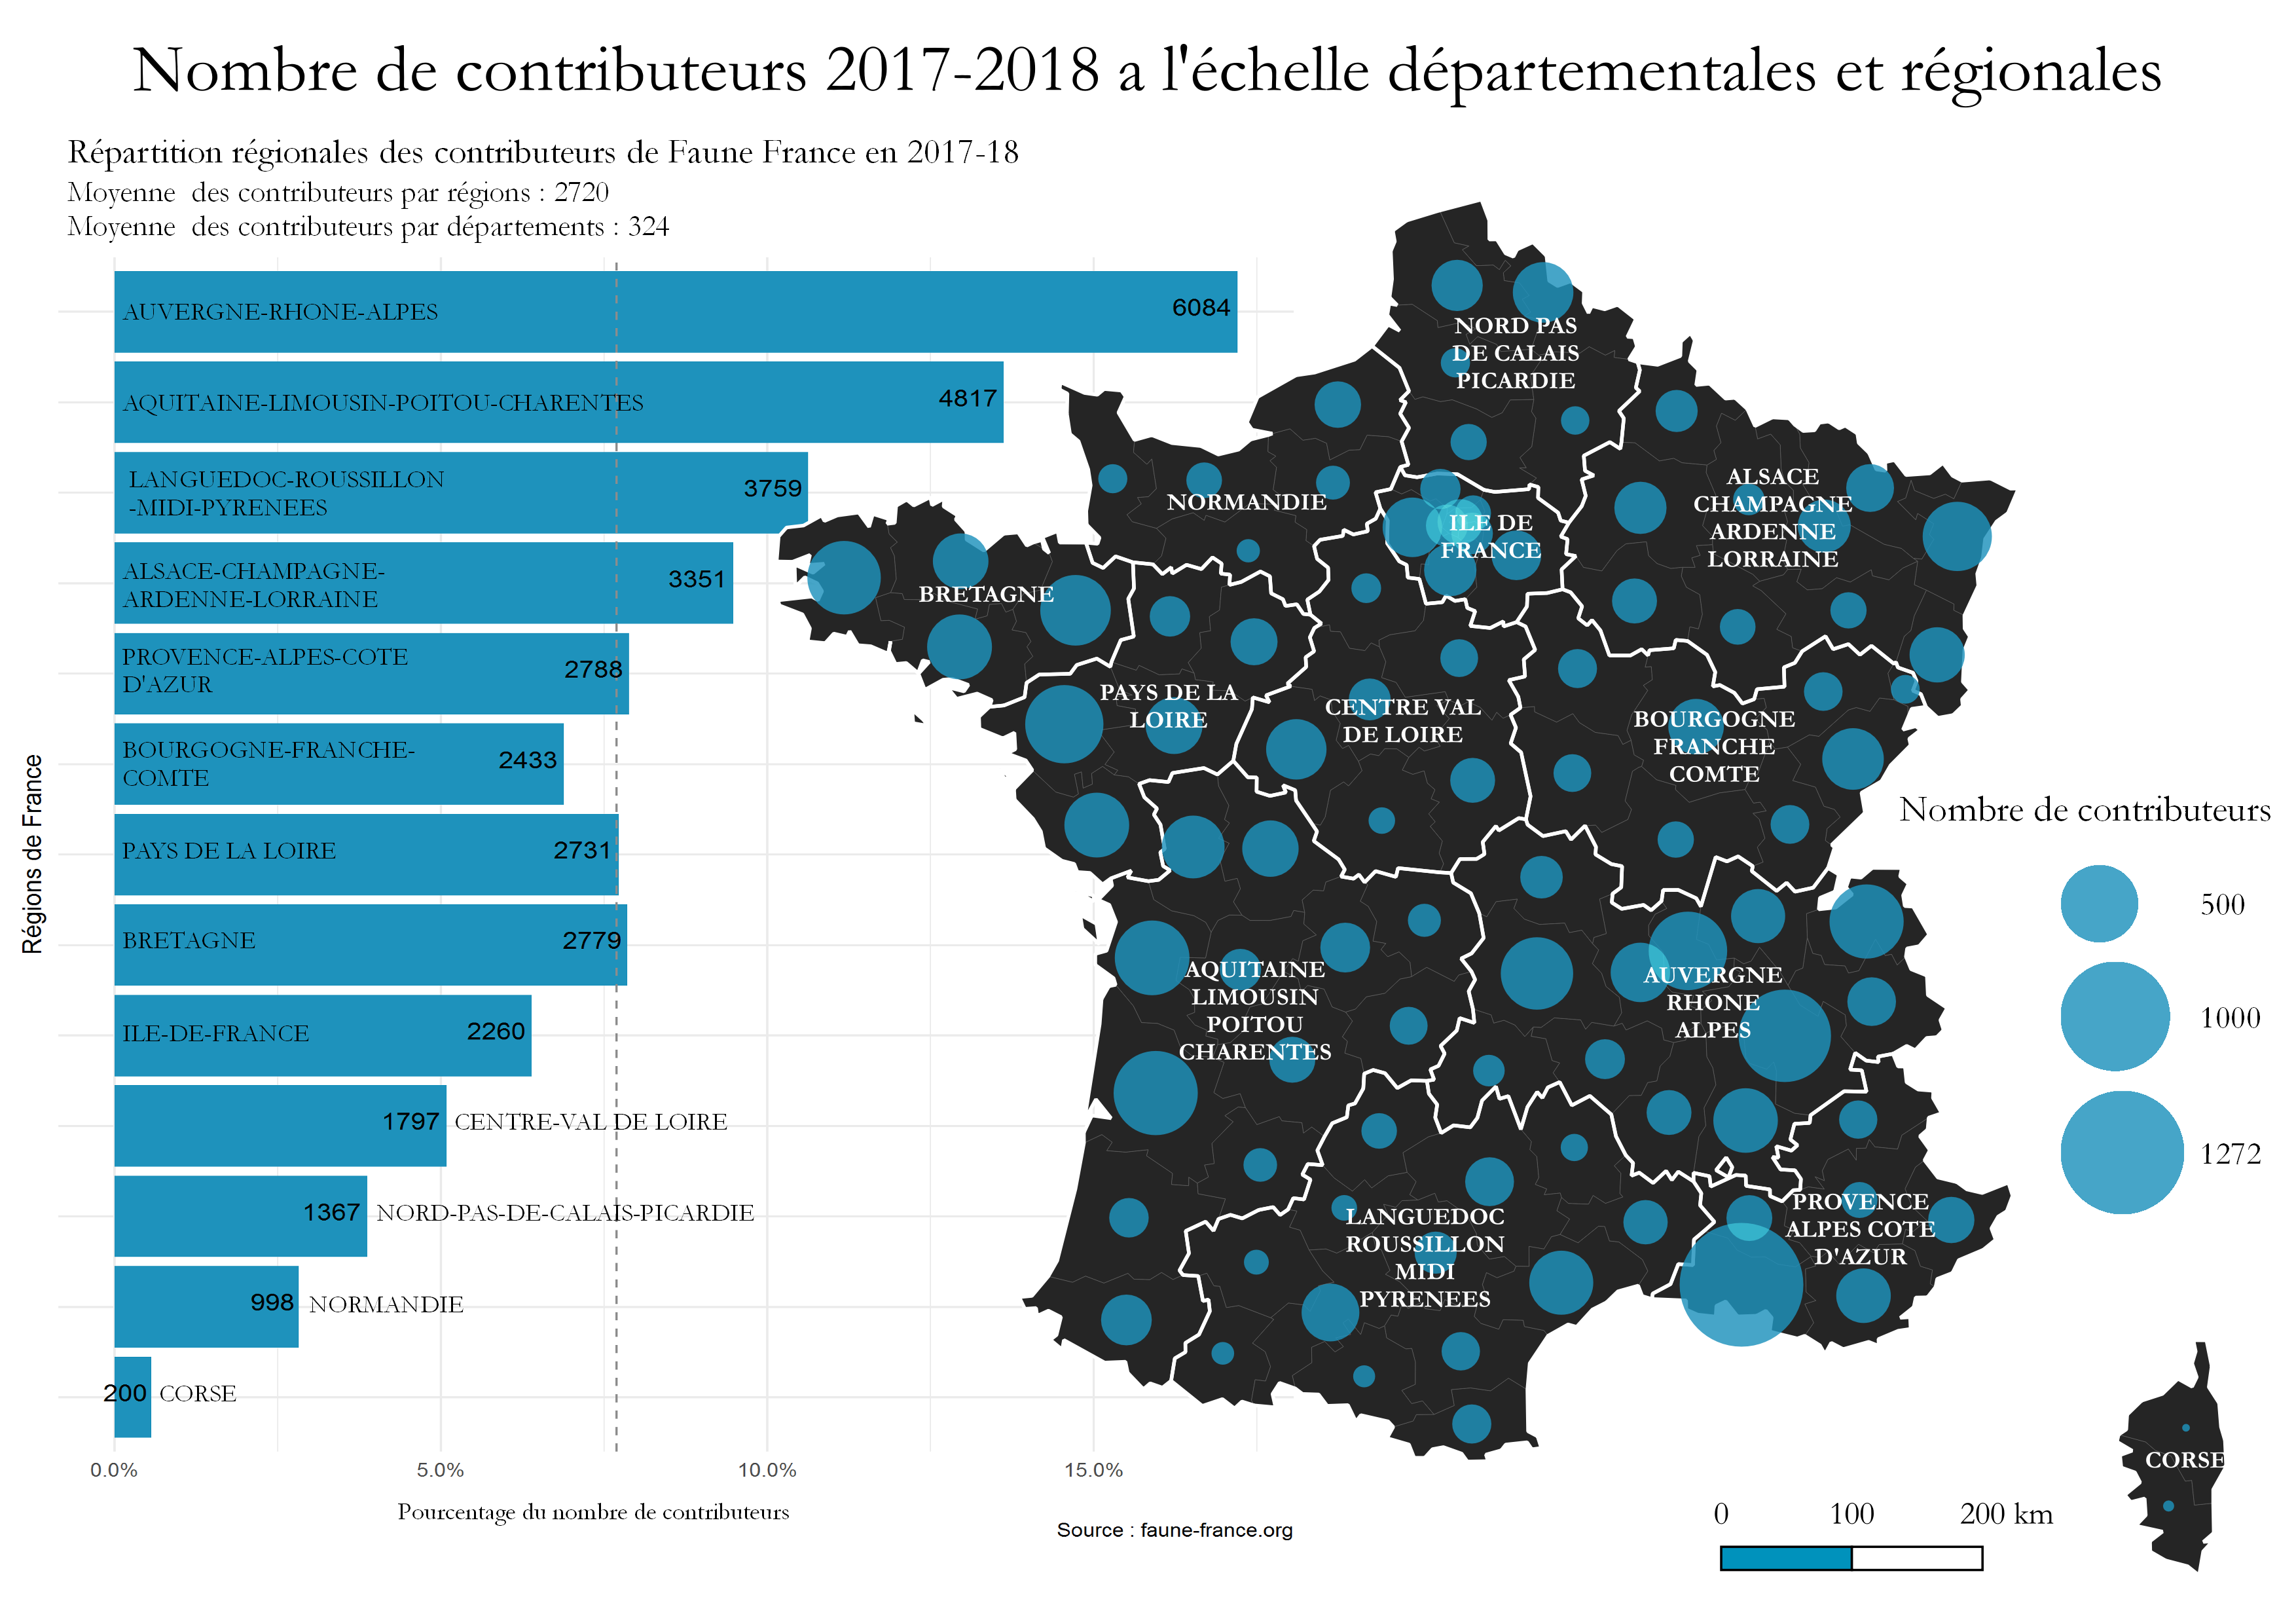 Nombre de contributeurs 2017-2018 a l'échelle départementales et régionales
Répartition régionales des contributeurs de Faune France en 2017-18
Moyenne  des contributeurs par régions : 2720
Moyenne  des contributeurs par départements : 324
Régions de France
AUVERGNE-RHONE-ALPES
6084
AQUITAINE-LIMOUSIN-POITOU-CHARENTES
4817
LANGUEDOC-ROUSSILLON
-MIDI-PYRENEES
3759
ALSACE-CHAMPAGNE-
ARDENNE-LORRAINE
3351
PROVENCE-ALPES-COTE
D'AZUR
2788
BOURGOGNE-FRANCHE-
COMTE
2433
PAYS DE LA LOIRE
2731
BRETAGNE
2779
ILE-DE-FRANCE
2260
1797 CENTRE-VAL DE LOIRE
1367 NORD-PAS-DE-CALAIS-PICARDIE
998 NORMANDIE
200 CORSE
0.0% 5.0% 10.0% 15.0%
Pourcentage du nombre de contributeurs
Source : faune-france.org
NORD PAS
DE CALAIS
PICARDIE
NORMANDIE
ILE DE
FRANCE
ALSACE
CHAMPAGNE
ARDENNE
LORRAINE
BRETAGNE
PAYS DE LA
LOIRE
CENTRE VAL
DE LOIRE
BOURGOGNE
FRANCHE
COMTE
AQUITAINE
LIMOUSIN
POITOU
CHARENTES
AUVERGNE
RHONE
ALPES
LANGUEDOC
ROUSSILLON
MIDI
PYRENEES
PROVENCE
ALPES COTE
D'AZUR
CORSE
Nombre de contributeurs
500
1000
1272
0 100 200 km